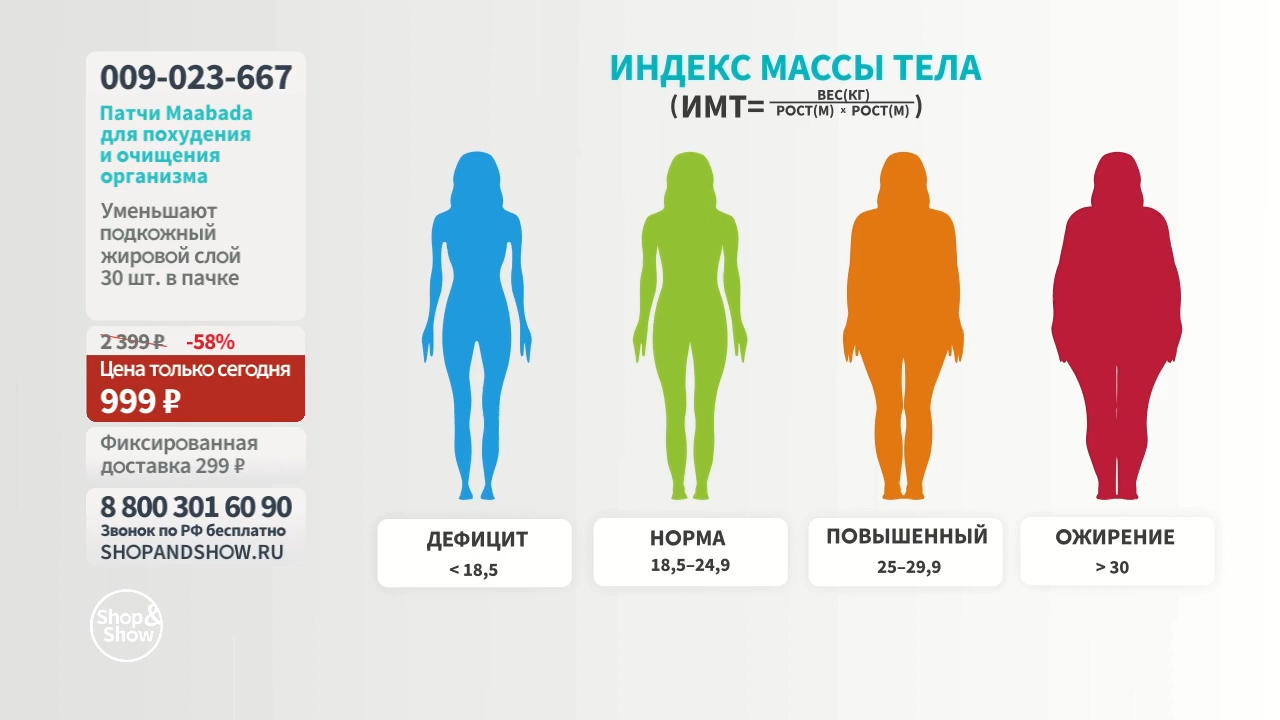 009-023-667
Патчи Maabada
для похудения
и очищения
организма
Уменьшают
подкожный
жировой слой
30 шт. в пачке
2 399 ₽ -58%
Цена только сегодня
999 ₽
Фиксированная
доставка 299 ₽
8 800 301 60 90
Звонок по РФ бесплатно
SHOPANDSHOW.RU
Shop&
Show
ИНДЕКС МАССЫ ТЕЛА
(ИМТ= ВЕС(КГ)
РОСТ(М) × РОСТ(М) )
ДЕФИЦИТ
< 18,5
НОРМА
18,5–24,9
ПОВЫШЕННЫЙ
25–29,9
ОЖИРЕНИЕ
> 30